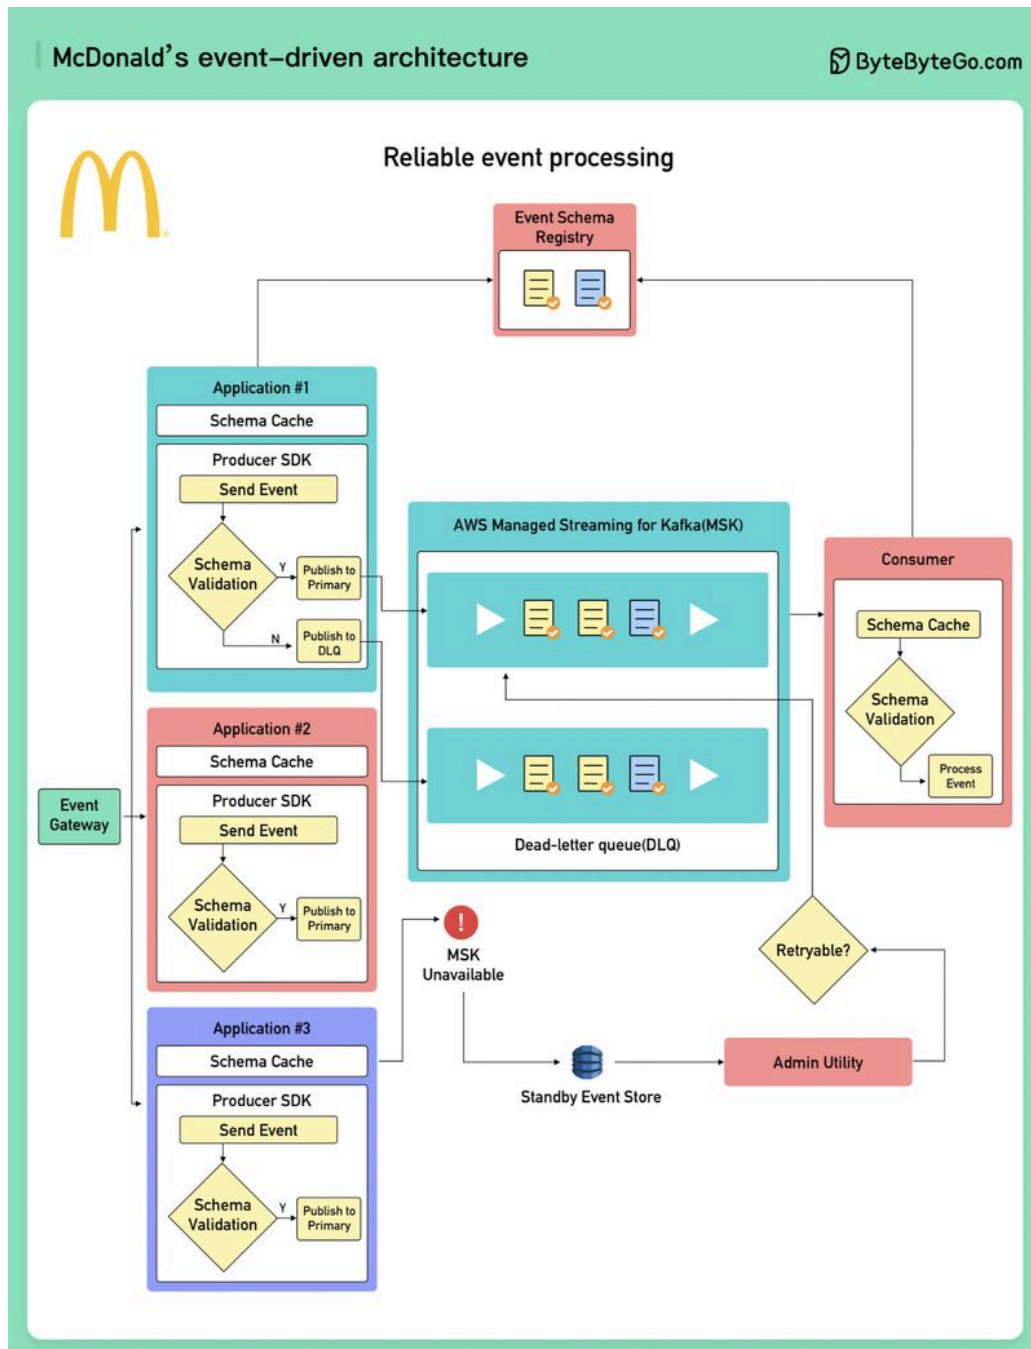 McDonald's event-driven architecture
ByteByteGo.com
Reliable event processing
Event Schema
Registry
Application #1
Schema Cache
Producer SDK
Send Event
Schema
Validation
Y
Publish to
Primary
N
Publish to
DLQ
AWS Managed Streaming for Kafka(MSK)
Dead-letter queue(DLQ)
Consumer
Schema Cache
Schema
Validation
Process
Event
Event
Gateway
Application #2
Schema Cache
Producer SDK
Send Event
Schema
Validation
Y
Publish to
Primary
MSK
Unavailable
Retryable?
Standby Event Store
Admin Utility
Application #3
Schema Cache
Producer SDK
Send Event
Schema
Validation
Y
Publish to
Primary